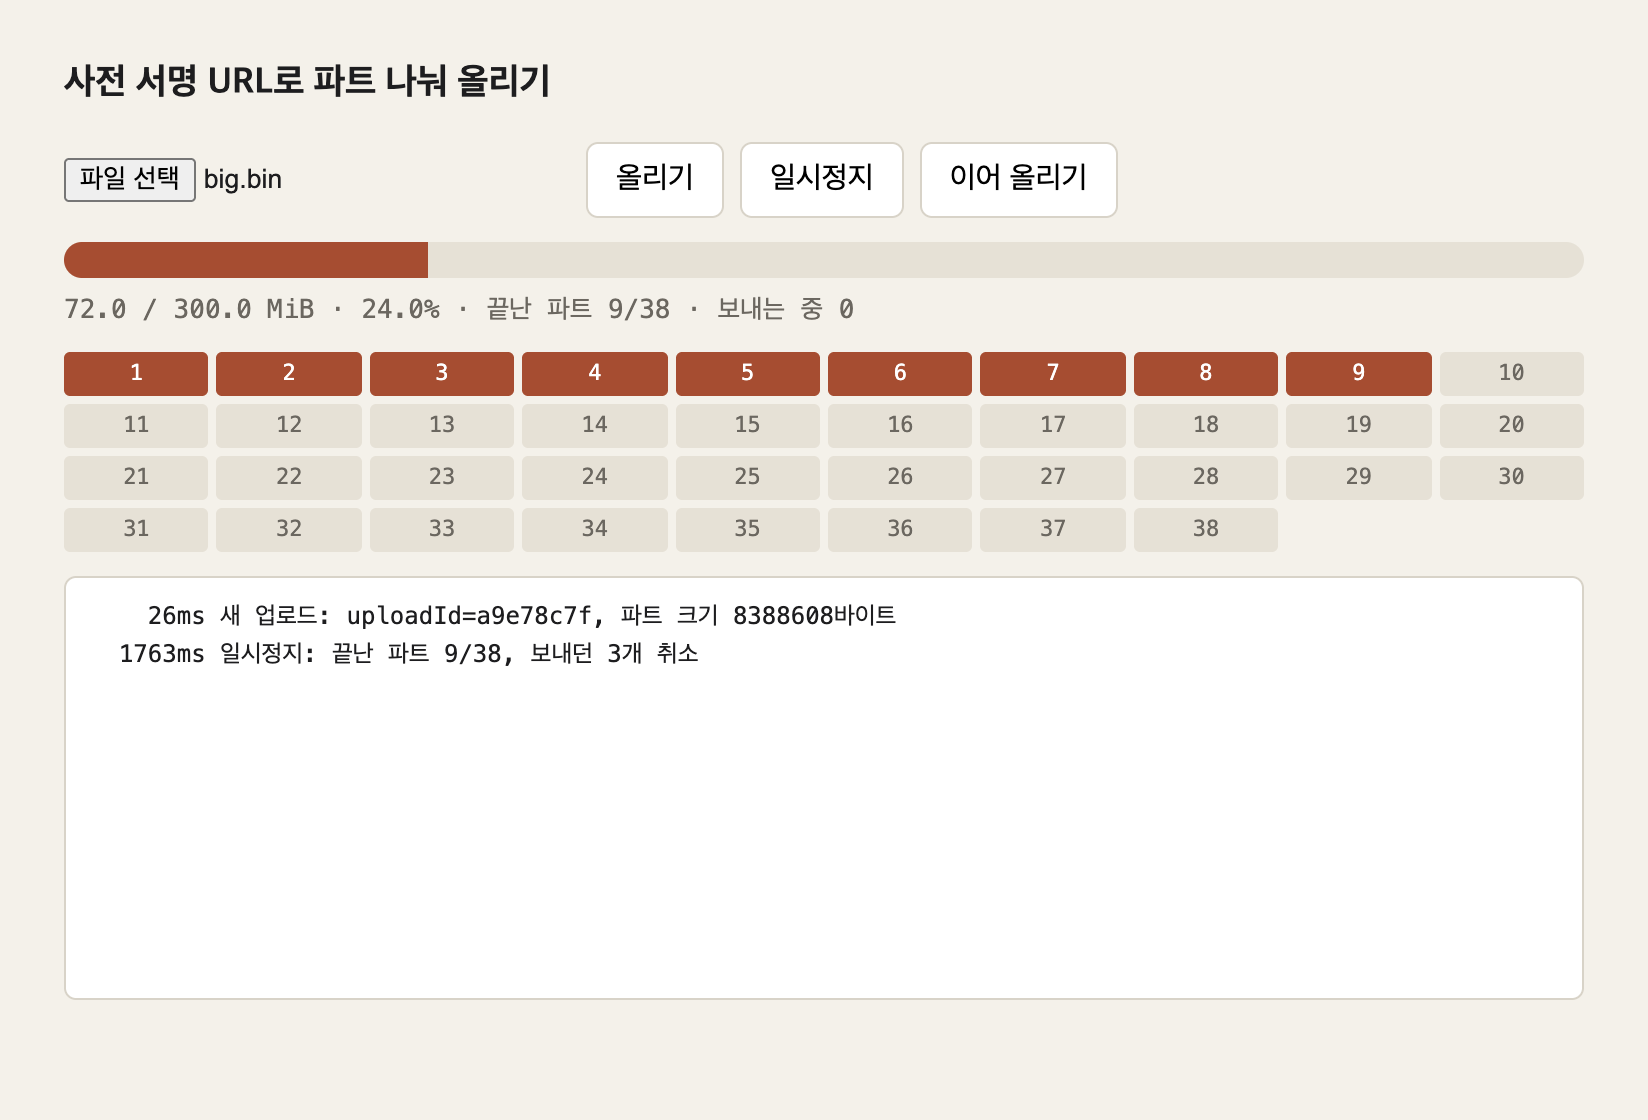 사전 서명 URL로 파트 나눠 올리기
파일 선택 big.bin 올리기 일시정지 이어 올리기
72.0 / 300.0 MiB · 24.0% · 끝난 파트 9/38 · 보내는 중 0
1 2 3 4 5 6 7 8 9 10
11 12 13 14 15 16 17 18 19 20
21 22 23 24 25 26 27 28 29 30
31 32 33 34 35 36 37 38
26ms 새 업로드: uploadId=a9e78c7f, 파트 크기 8388608바이트
1763ms 일시정지: 끝난 파트 9/38, 보내던 3개 취소